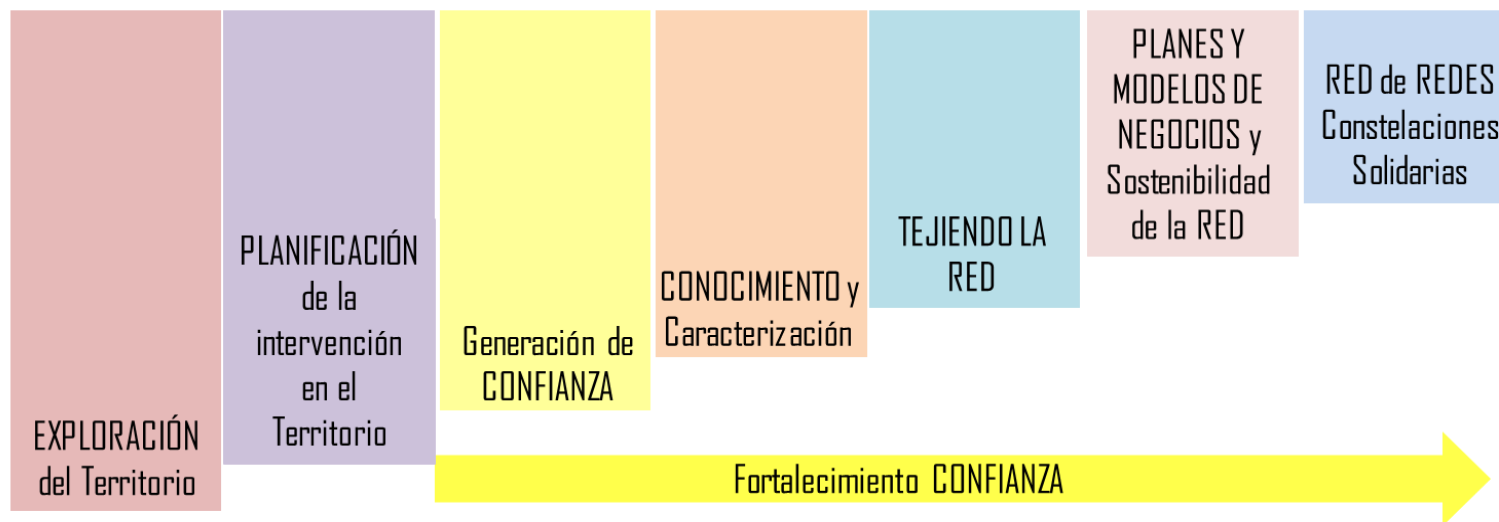 EXPLORACIÓN
del Territorio
PLANIFICACIÓN
de la
intervención
en el
Territorio
Generación de
CONFIANZA
CONOCIMIENTO y
Caracterización
TEJIENDO LA
RED
PLANES Y
MODELOS DE
NEGOCIOS y
Sostenibilidad
de la RED
RED de REDES
Constelaciones
Solidarias
Fortalecimiento CONFIANZA